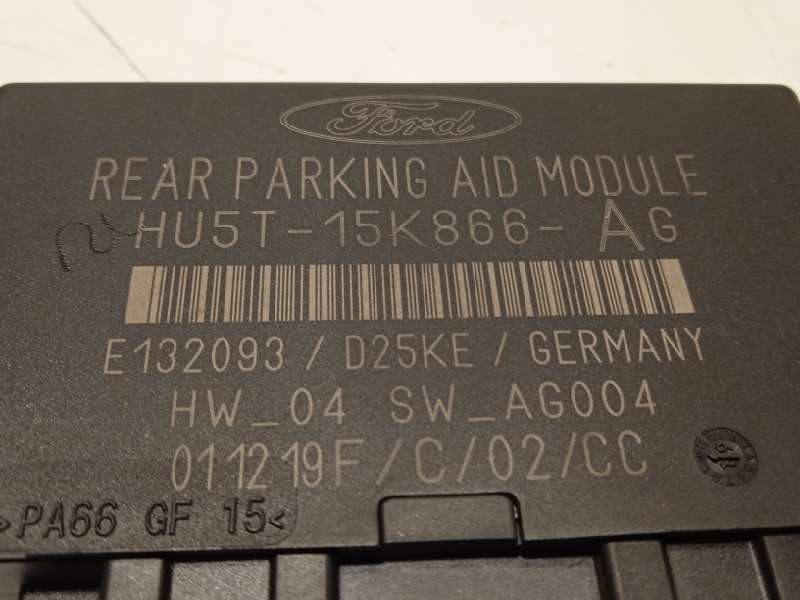 Ford
REAR PARKING AID MODULE
HU5T-15K866-AG
E132093/D25KE/GERMANY
HW_04 SW_AG004
011219F/C/02/CC
>PA66 GF 15<